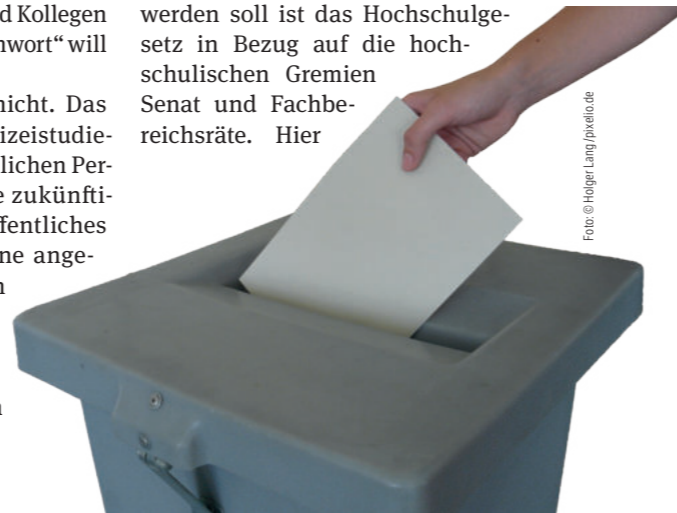 d Kollegen
nwort“ will
nicht. Das
izeistudie-
lichen Per-
e zukünfti-
ffentliches
ne ange-
werden soll ist das Hochschulge-
setz in Bezug auf die hoch-
schulischen Gremien
Senat und Fachbe-
reichsräte. Hier
Foto: © Holger Lang/pixelio.de